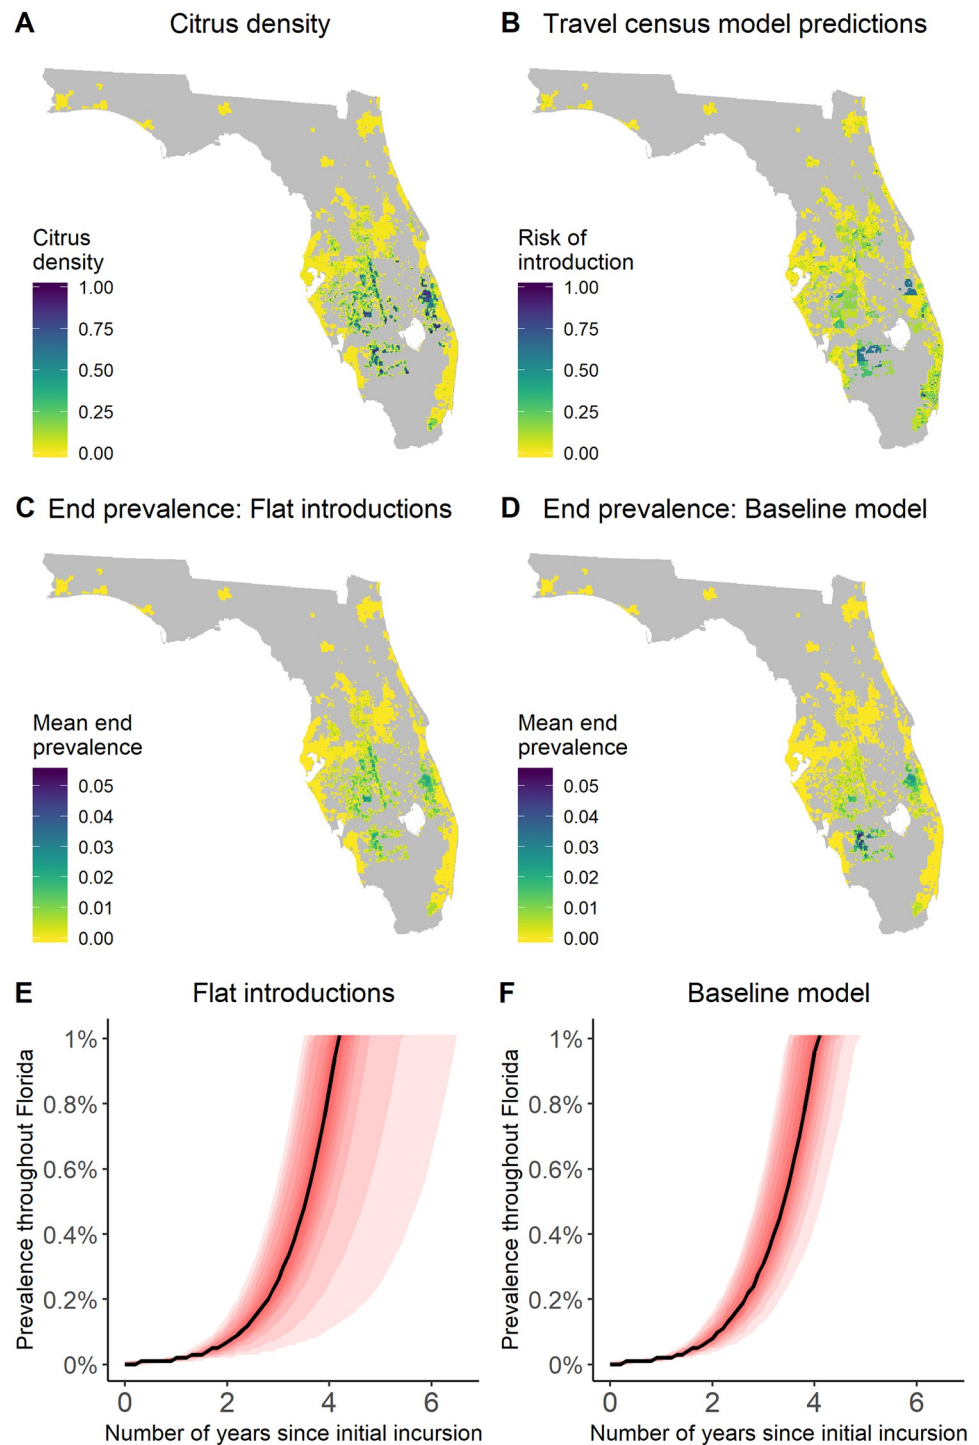 A Citrus density
B Travel census model predictions
Citrus
density
1.00
0.75
0.50
0.25
0.00
Risk of
introduction
1.00
0.75
0.50
0.25
0.00
C End prevalence: Flat introductions
D End prevalence: Baseline model
Mean end
prevalence
0.05
0.04
0.03
0.02
0.01
0.00
Mean end
prevalence
0.05
0.04
0.03
0.02
0.01
0.00
E Flat introductions
Prevalence throughout Florida
1%
0.8%
0.6%
0.4%
0.2%
0%
0 2 4 6
Number of years since initial incursion
F Baseline model
Prevalence throughout Florida
1%
0.8%
0.6%
0.4%
0.2%
0%
0 2 4 6
Number of years since initial incursion